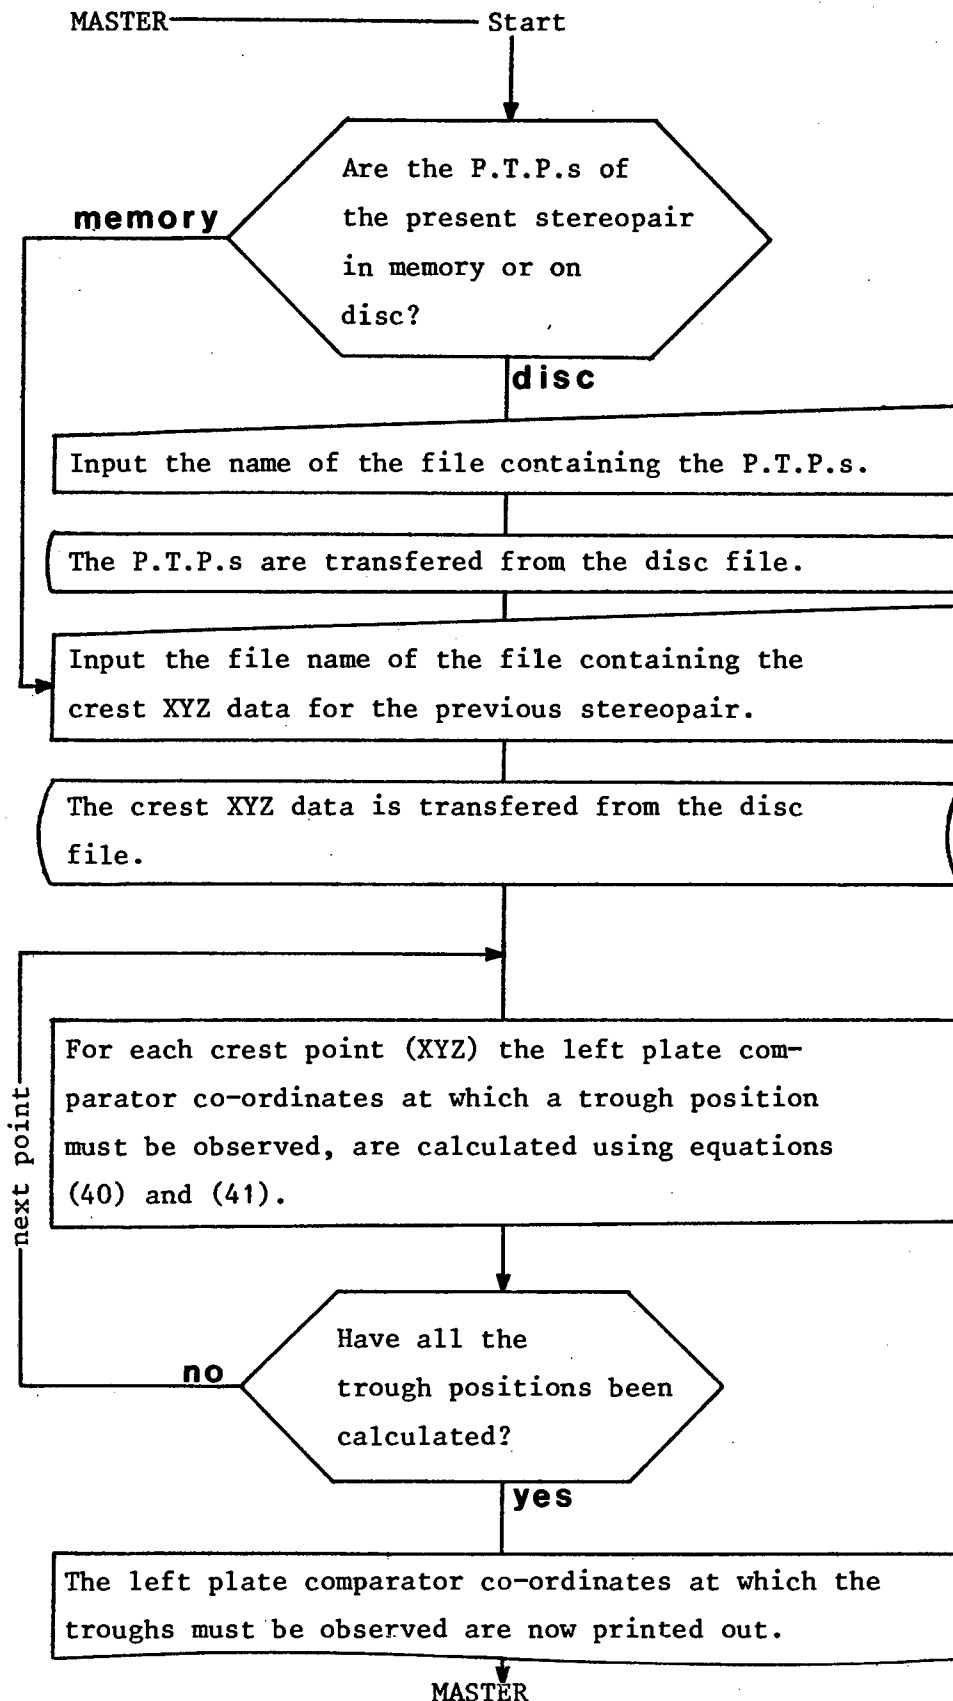 MASTER Start
Are the P.T.P.s of
the present stereopair
in memory or on
disc?
memory
disc
Input the name of the file containing the P.T.P.s.
The P.T.P.s are transfered from the disc file.
Input the file name of the file containing the
crest XYZ data for the previous stereopair.
The crest XYZ data is transfered from the disc
file.
next point
For each crest point (XYZ) the left plate com-
parator co-ordinates at which a trough position
must be observed, are calculated using equations
(40) and (41).
Have all the
trough positions been
calculated?
no
yes
The left plate comparator co-ordinates at which the
troughs must be observed are now printed out.
MASTER